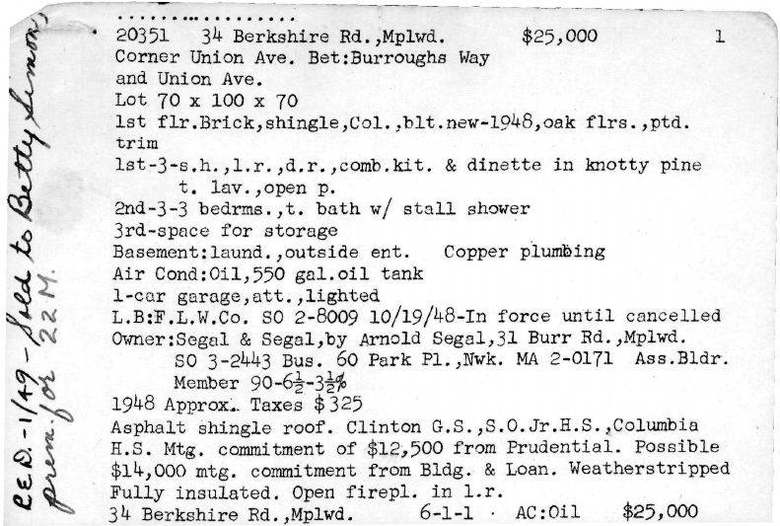 20351 34 Berkshire Rd.,Mplwd. $25,000 1
Corner Union Ave. Bet:Burroughs Way
and Union Ave.
Lot 70 x 100 x 70
1st flr.Brick,shingle,Col.,blt.new-1948,oak flrs.,ptd.
trim
1st-3-s.h.,l.r.,d.r.,comb.kit. & dinette in knotty pine
t. lav.,open p.
2nd-3-3 bedrms.,t. bath w/ stall shower
3rd-space for storage
Basement:laund.,outside ent. Copper plumbing
Air Cond:Oil,550 gal.oil tank
1-car garage,att.,lighted
L.B:F.L.W.Co. SO 2-8009 10/19/48-In force until cancelled
Owner:Segal & Segal,by Arnold Segal,31 Burr Rd.,Mplwd.
SO 3-2443 Bus. 60 Park Pl.,Nwk. MA 2-0171 Ass.Bldr.
Member 90-6½-3½%
1948 Approx. Taxes $325
Asphalt shingle roof. Clinton G.S.,S.O.Jr.H.S.,Columbia
H.S. Mtg. commitment of $12,500 from Prudential. Possible
$14,000 mtg. commitment from Bldg. & Loan. Weatherstripped
Fully insulated. Open firepl. in l.r.
34 Berkshire Rd.,Mplwd. 6-1-1 · AC:Oil $25,000
R.E.D.-1/49-Sold to Betty Simon,
prem. for 22 M.